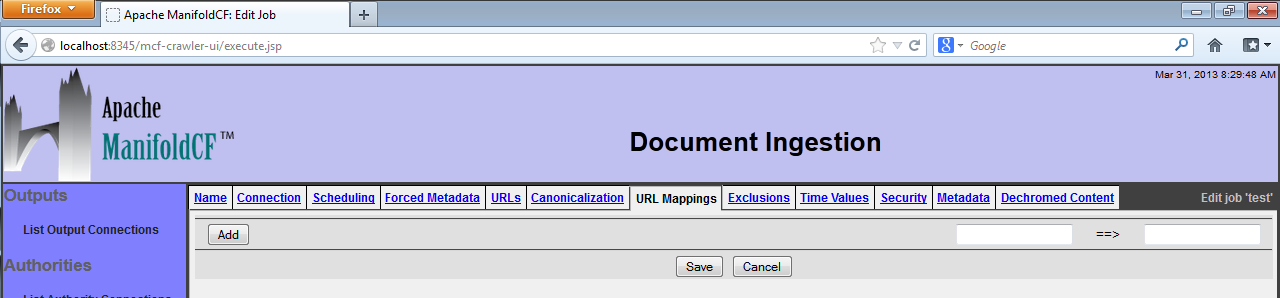 Firefox
Apache ManifoldCF: Edit Job
localhost:8345/mcf-crawler-ui/execute.jsp
Google
Mar 31, 2013 8:29:48 AM
Apache
ManifoldCF™
Document Ingestion
Outputs
Name Connection Scheduling Forced Metadata URLs Canonicalization URL Mappings Exclusions Time Values Security Metadata Dechromed Content Edit job 'test'
List Output Connections
Add ==>
Authorities
Save Cancel
List Authority Connections